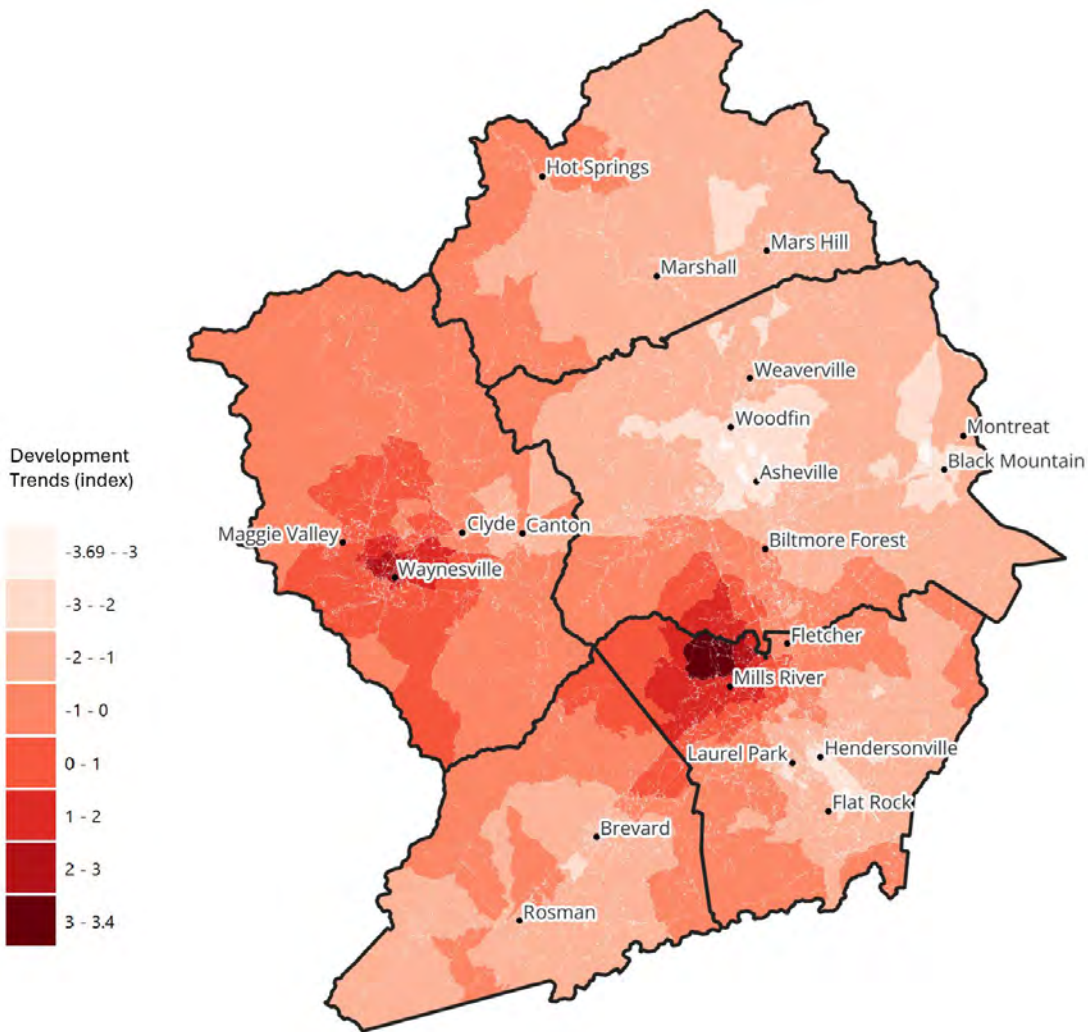 Hot Springs
Mars Hill
Marshall
Weaverville
Woodfin
Montreat
Black Mountain
Asheville
Development
Trends (index)
-3.69 - -3
-3 - -2
-2 - -1
-1 - 0
0 - 1
1 - 2
2 - 3
3 - 3.4
Maggie Valley
Clyde
Canton
Waynesville
Biltmore Forest
Fletcher
Mills River
Laurel Park
Hendersonville
Flat Rock
Brevard
Rosman